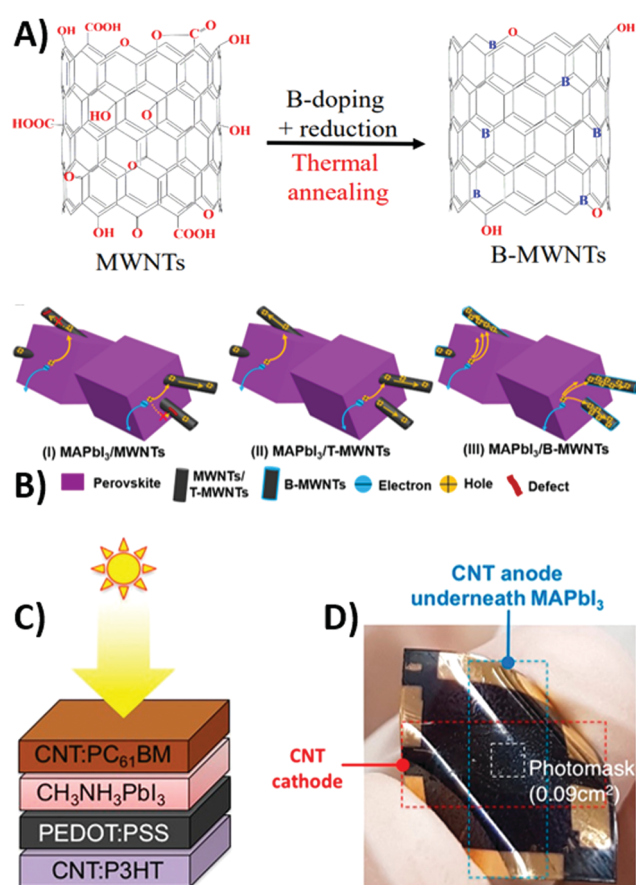 A)
COOH
O
C
O
OH
O
O
OH
HOOC
HO
O
OH
O
O
O
OH
O
COOH
MWNTs
B-doping
+ reduction
Thermal
annealing
OH
O
B
B
B
B
B
B
O
OH
B-MWNTs
(I) MAPbI₃/MWNTs
(II) MAPbI₃/T-MWNTs
(III) MAPbI₃/B-MWNTs
B)
Perovskite
MWNTs/
T-MWNTs
B-MWNTs
Electron
Hole
Defect
C)
CNT:PC₆₁BM
CH₃NH₃PbI₃
PEDOT:PSS
CNT:P3HT
D)
CNT anode
underneath MAPbI₃
CNT
cathode
Photomask
(0.09cm²)